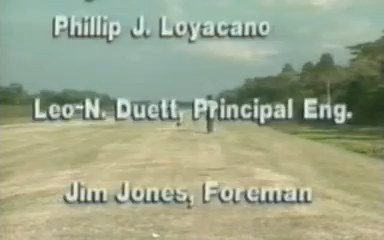 Phillip J. Loyacano
Leo N. Duett, Principal Eng.
Jim Jones, Foreman